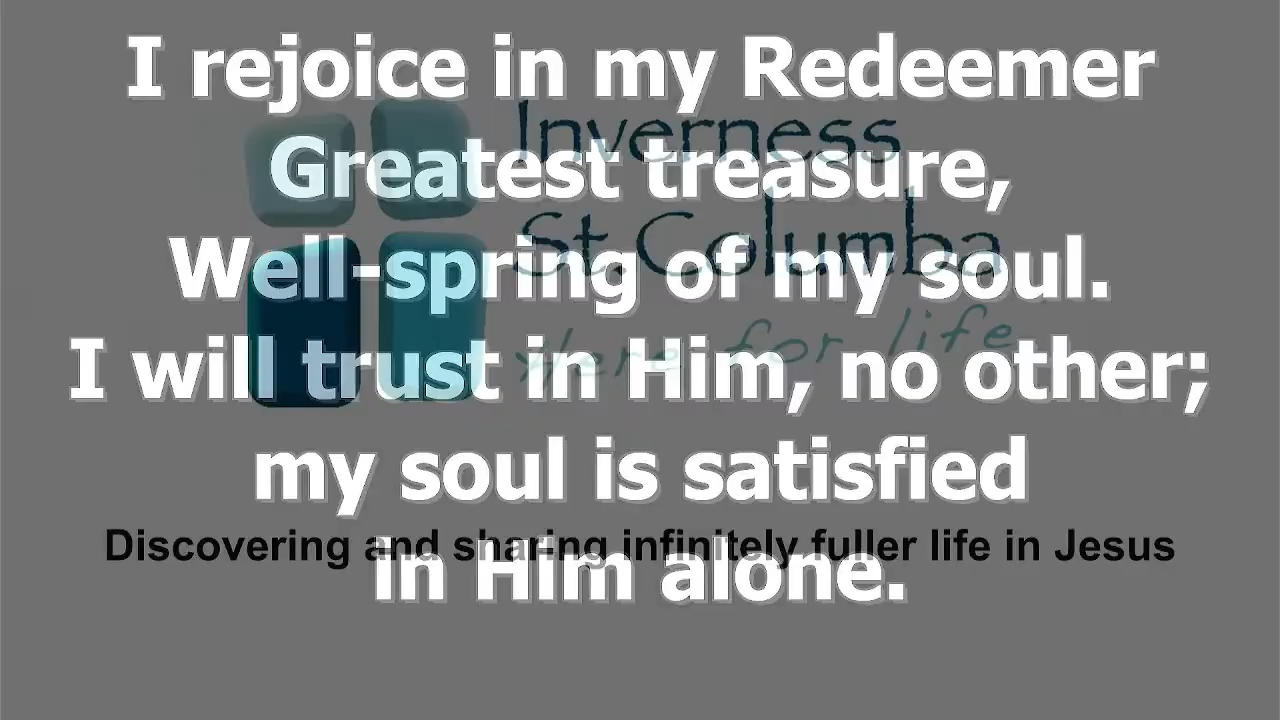 I rejoice in my Redeemer
Inverness
Greatest treasure,
St. Columba
Well-spring of my soul.
Here for life
I will trust in Him, no other;
my soul is satisfied
Discovering and sharing infinitely fuller life in Jesus
in Him alone.